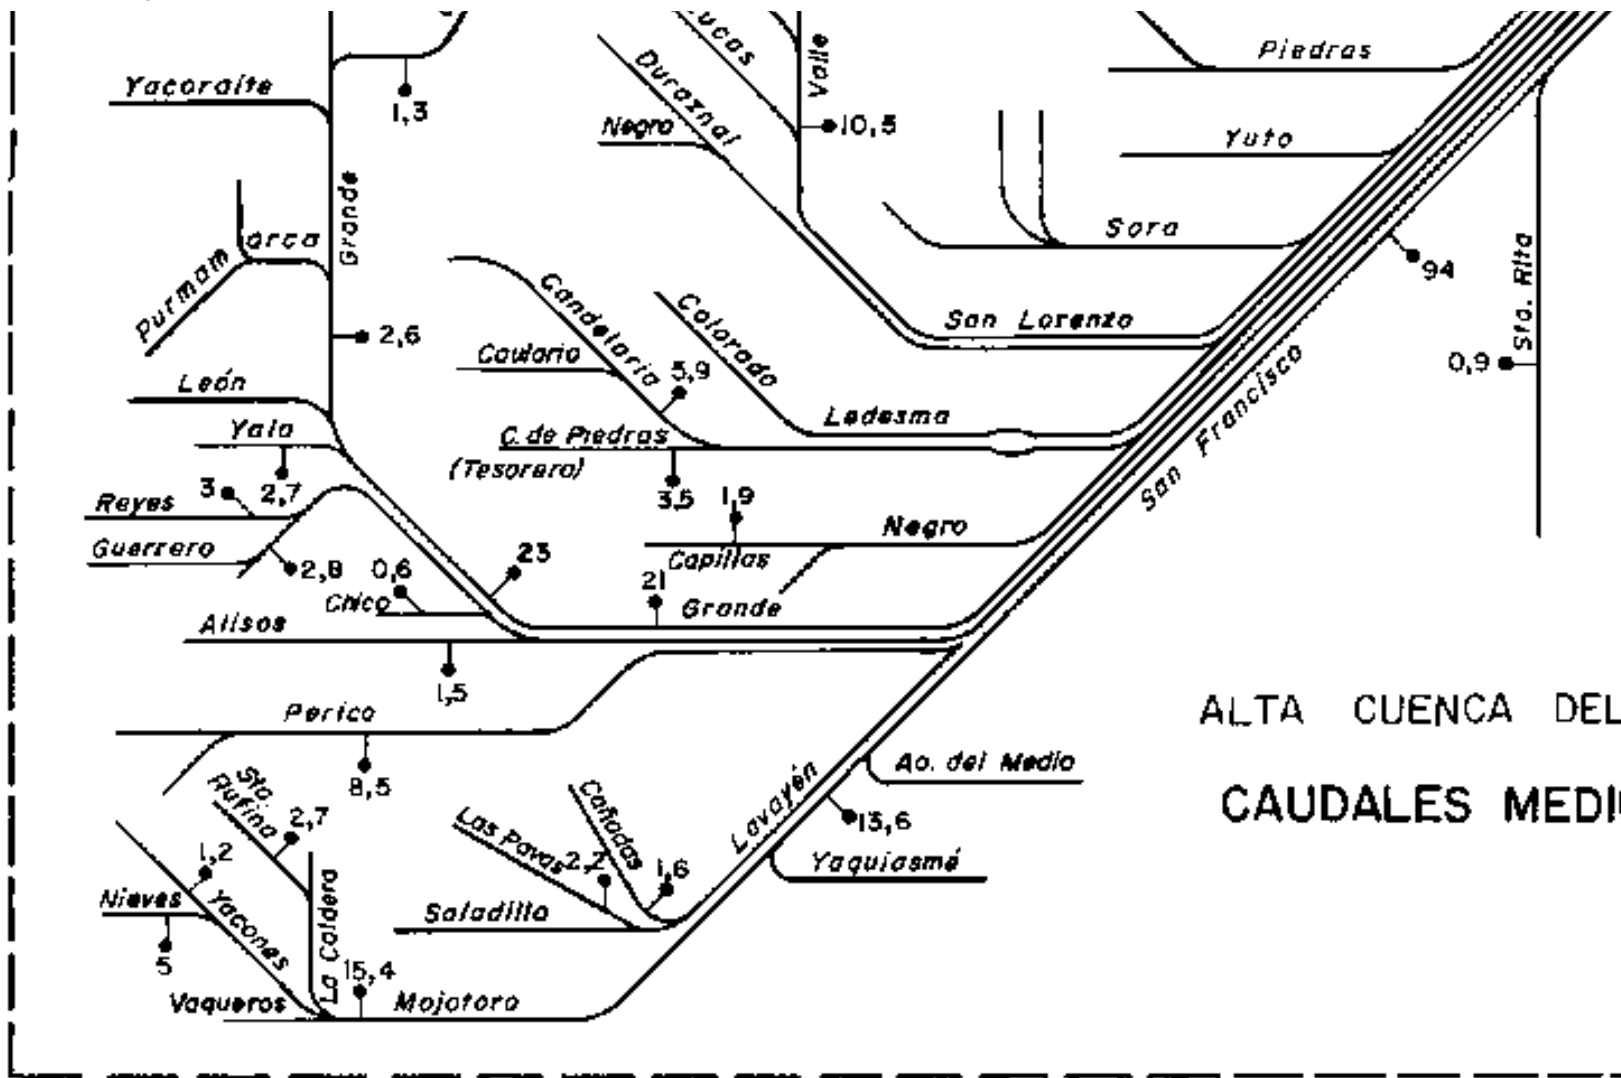 Piedras
Duraznal
Valle
Yacoraite
1,3
Negro
10,5
Yuto
Grande
arca
Purmam
Sora
94
Candelaria
Colorado
San Lorenzo
Sta. Rita
2,6
0,9
León
5,9
Ledesma
San Francisco
Yala
C. de Piedras
(Tesorero)
3
2,7
3,5
1,9
Reyes
Negro
Guerrero
Capillas
2,8
0,6
23
21
Chico
Grande
Alisos
1,5
Perico
8,5
ALTA CUENCA DEL
Ao. del Medio
CAUDALES MEDI
Sta.
Rufina
2,7
Las Pavas
Cañadas
Lavayén
13,6
1,2
2,2
1,6
Yaquiasmé
Nieves
Yacones
La Caldera
Saladillo
5
15,4
Vaqueros
Mojotoro